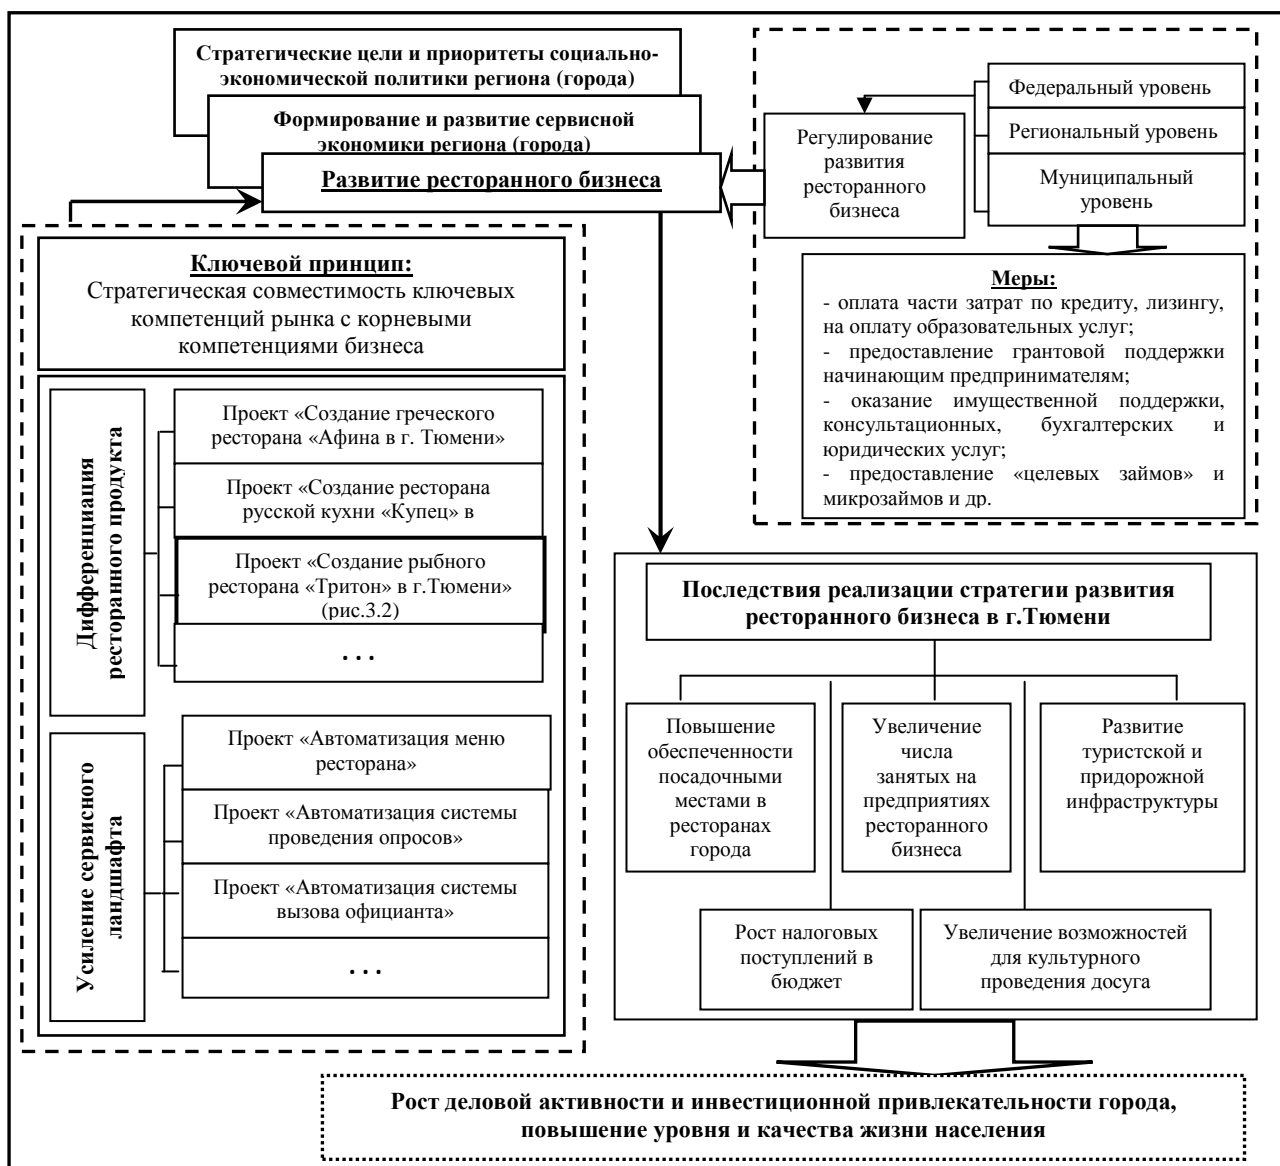 Стратегические цели и приоритеты социально-
экономической политики региона (города)
Формирование и развитие сервисной
экономики региона (города)
Развитие ресторанного бизнеса
Регулирование
развития
ресторанного
бизнеса
Федеральный уровень
Региональный уровень
Муниципальный
уровень
Меры:
- оплата части затрат по кредиту, лизингу,
на оплату образовательных услуг;
- предоставление грантовой поддержки
начинающим предпринимателям;
- оказание имущественной поддержки,
консультационных, бухгалтерских и
юридических услуг;
- предоставление «целевых займов» и
микрозаймов и др.
Ключевой принцип:
Стратегическая совместимость ключевых
компетенций рынка с корневыми
компетенциями бизнеса
Дифференциация
ресторанного продукта
Проект «Создание греческого
ресторана «Афина в г. Тюмени»
Проект «Создание ресторана
русской кухни «Купец» в
Проект «Создание рыбного
ресторана «Тритон» в г.Тюмени»
(рис.3.2)
. . .
Усиление сервисного
ландшафта
Проект «Автоматизация меню
ресторана»
Проект «Автоматизация системы
проведения опросов»
Проект «Автоматизация системы
вызова официанта»
. . .
Последствия реализации стратегии развития
ресторанного бизнеса в г.Тюмени
Повышение
обеспеченности
посадочными
местами в
ресторанах
города
Увеличение
числа
занятых на
предприятиях
ресторанного
бизнеса
Развитие
туристской и
придорожной
инфраструктуры
Рост налоговых
поступлений в
бюджет
Увеличение возможностей
для культурного
проведения досуга
Рост деловой активности и инвестиционной привлекательности города,
повышение уровня и качества жизни населения